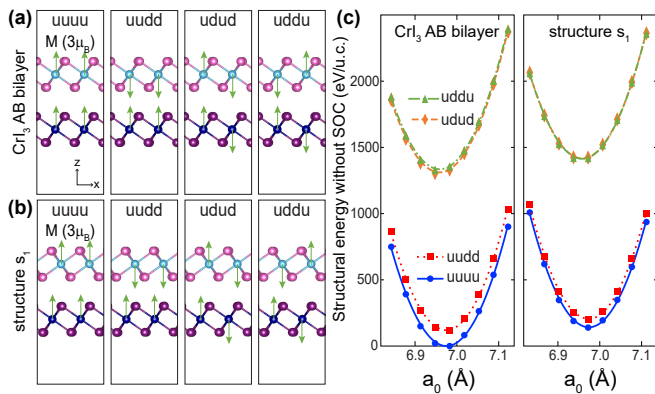 (a)
uuuu
uudd
udud
uddu
M (3μB)
CrI3 AB bilayer
z
x
(b)
uuuu
uudd
udud
uddu
M (3μB)
structure s1
(c)
CrI3 AB bilayer
structure s1
Structural energy without SOC (eV/u.c.)
2000
1500
1000
500
0
uddu
udud
uudd
uuuu
6.9
7.0
7.1
6.9
7.0
7.1
a0 (Å)
a0 (Å)